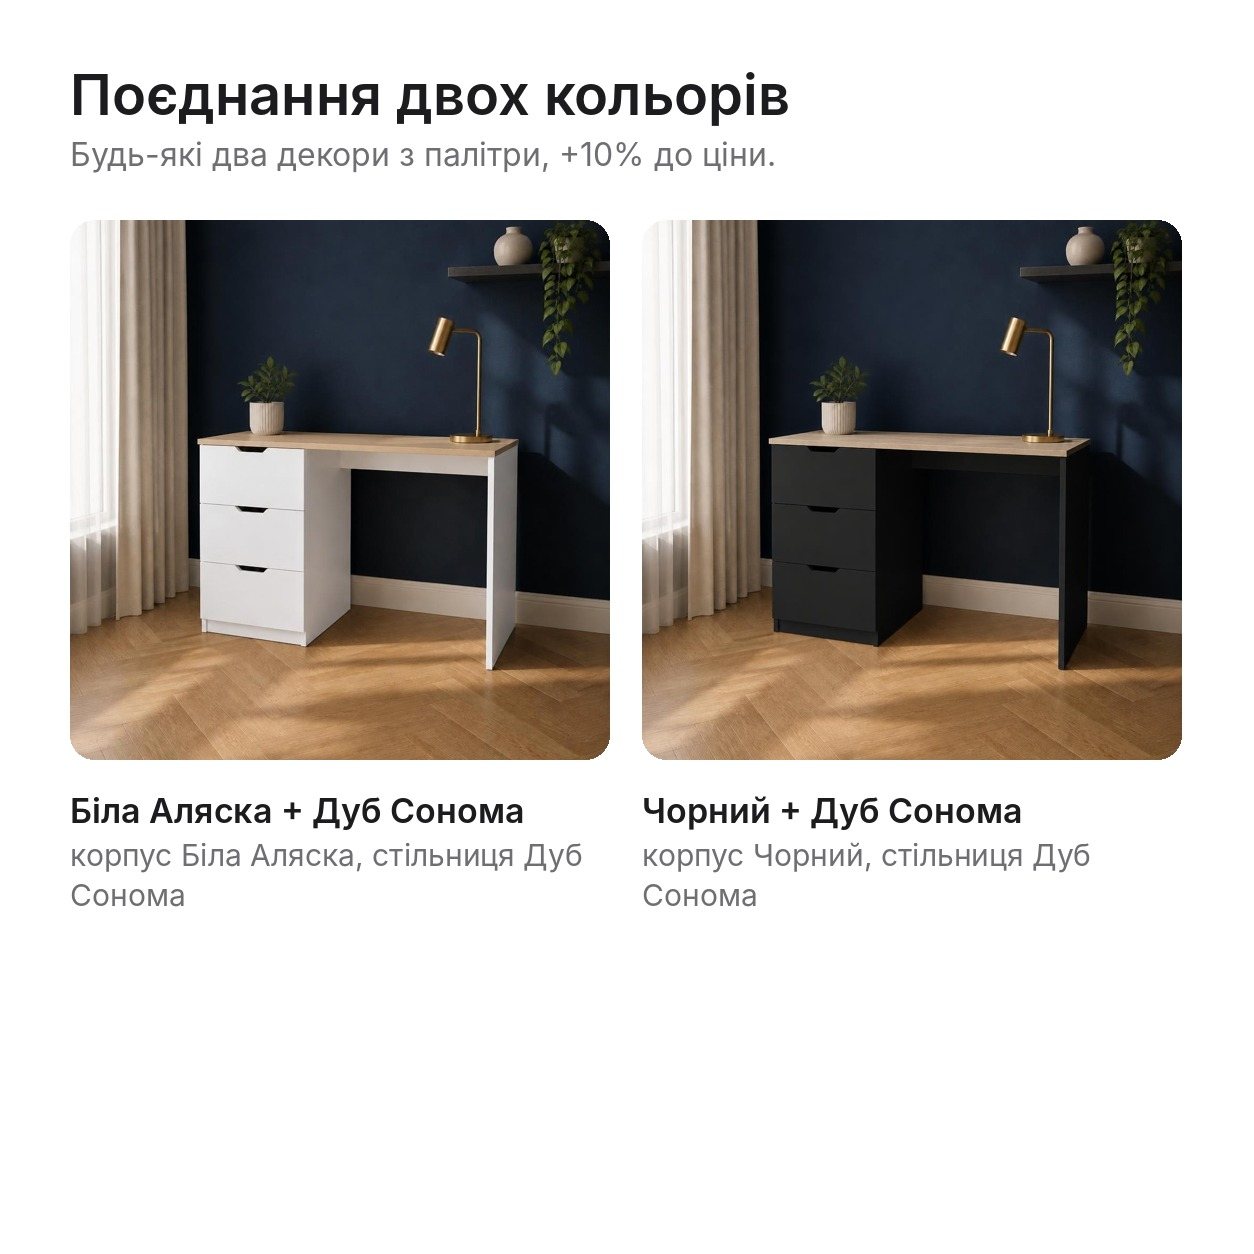 Поєднання двох кольорів
Будь-які два декори з палітри, +10% до ціни.
Біла Аляска + Дуб Сонома
корпус Біла Аляска, стільниця Дуб
Сонома
Чорний + Дуб Сонома
корпус Чорний, стільниця Дуб
Сонома